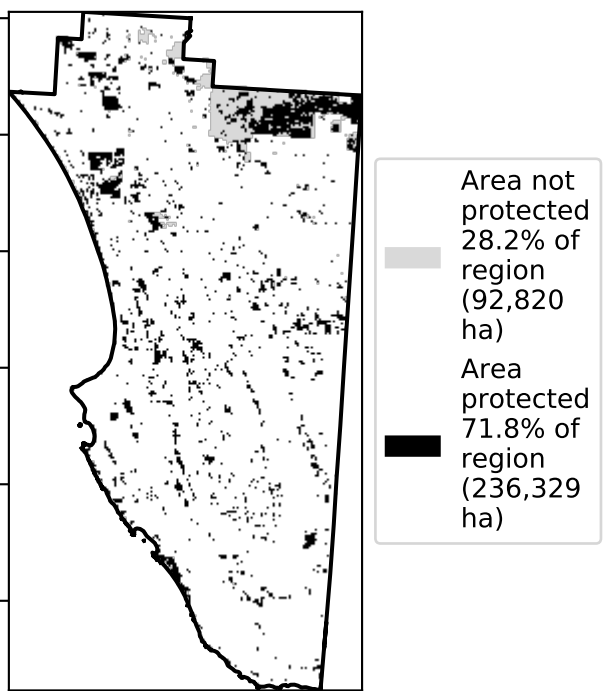 Area not
protected
28.2% of
region
(92,820
ha)
Area
protected
71.8% of
region
(236,329
ha)